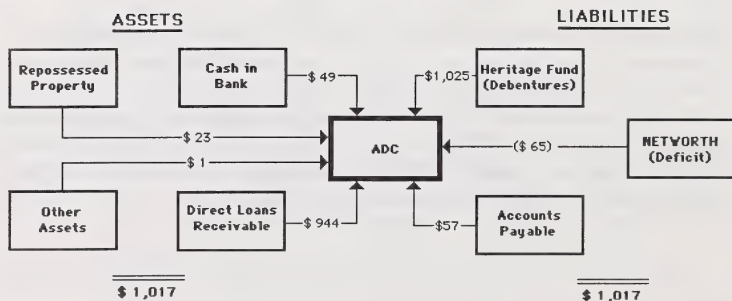 ASSETS
LIABILITIES
Repossessed
Property
Cash in
Bank
$ 49
$1,025
Heritage Fund
(Debentures)
$ 23
$ 1
ADC
($ 65)
NETWORTH
(Deficit)
Other
Assets
Direct Loans
Receivable
$ 944
$57
Accounts
Payable
$ 1,017
$ 1,017